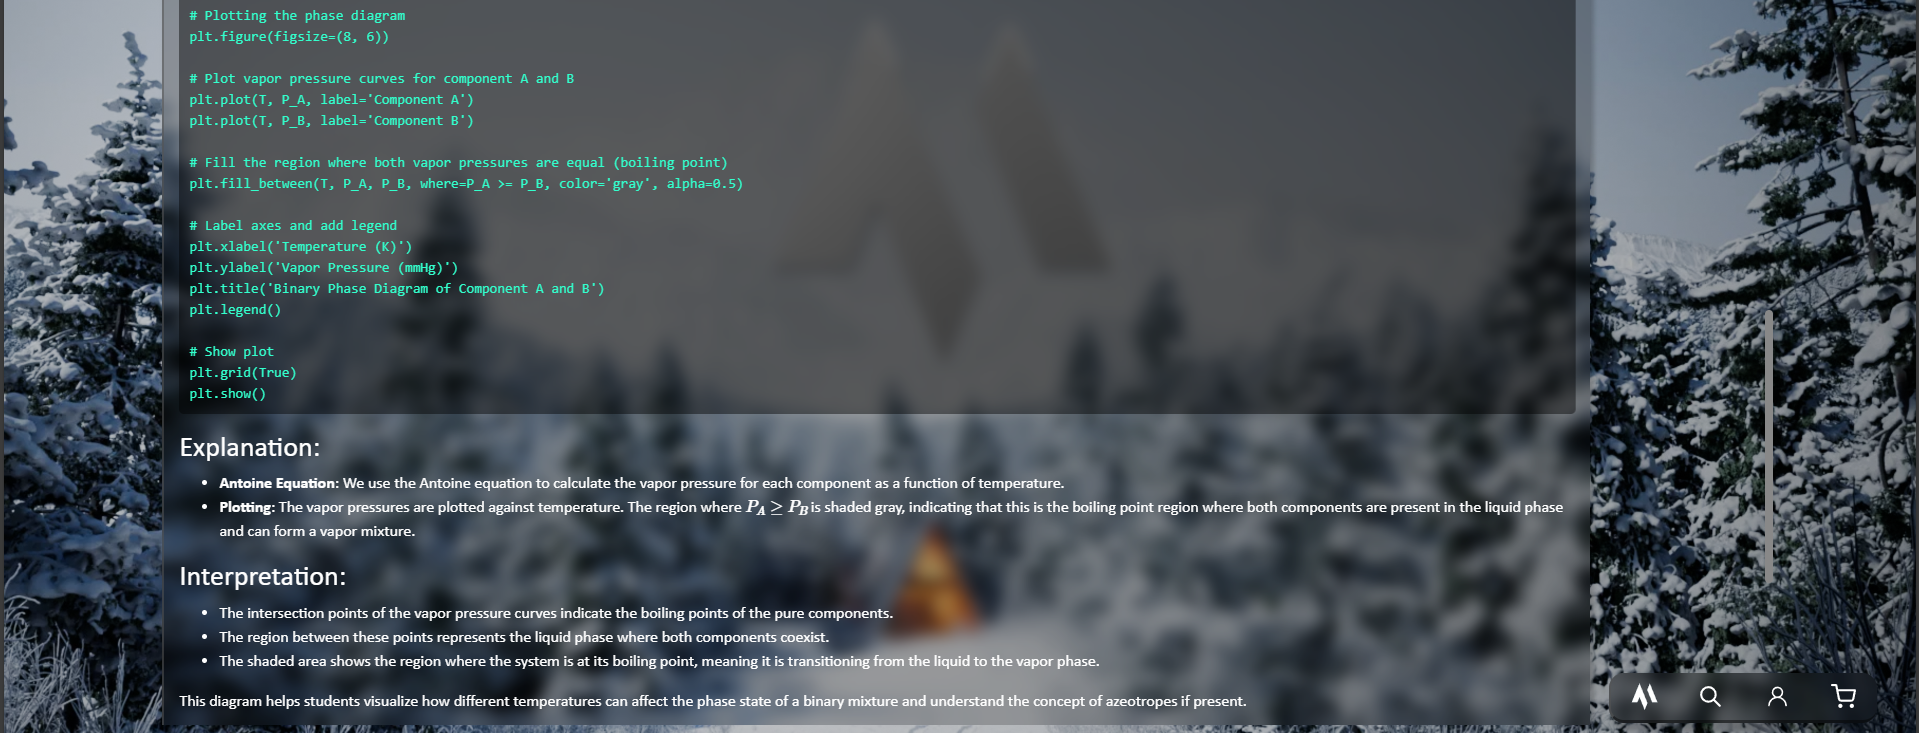 # Plotting the phase diagram
plt.figure(figsize=(8, 6))
# Plot vapor pressure curves for component A and B
plt.plot(T, P_A, label='Component A')
plt.plot(T, P_B, label='Component B')
# Fill the region where both vapor pressures are equal (boiling point)
plt.fill_between(T, P_A, P_B, where=P_A >= P_B, color='gray', alpha=0.5)
# Label axes and add legend
plt.xlabel('Temperature (K)')
plt.ylabel('Vapor Pressure (mmHg)')
plt.title('Binary Phase Diagram of Component A and B')
plt.legend()
# Show plot
plt.grid(True)
plt.show()
Explanation:
• Antoine Equation: We use the Antoine equation to calculate the vapor pressure for each component as a function of temperature.
• Plotting: The vapor pressures are plotted against temperature. The region where P_A ≥ P_B is shaded gray, indicating that this is the boiling point region where both components are present in the liquid phase
and can form a vapor mixture.
Interpretation:
• The intersection points of the vapor pressure curves indicate the boiling points of the pure components.
• The region between these points represents the liquid phase where both components coexist.
• The shaded area shows the region where the system is at its boiling point, meaning it is transitioning from the liquid to the vapor phase.
This diagram helps students visualize how different temperatures can affect the phase state of a binary mixture and understand the concept of azeotropes if present.